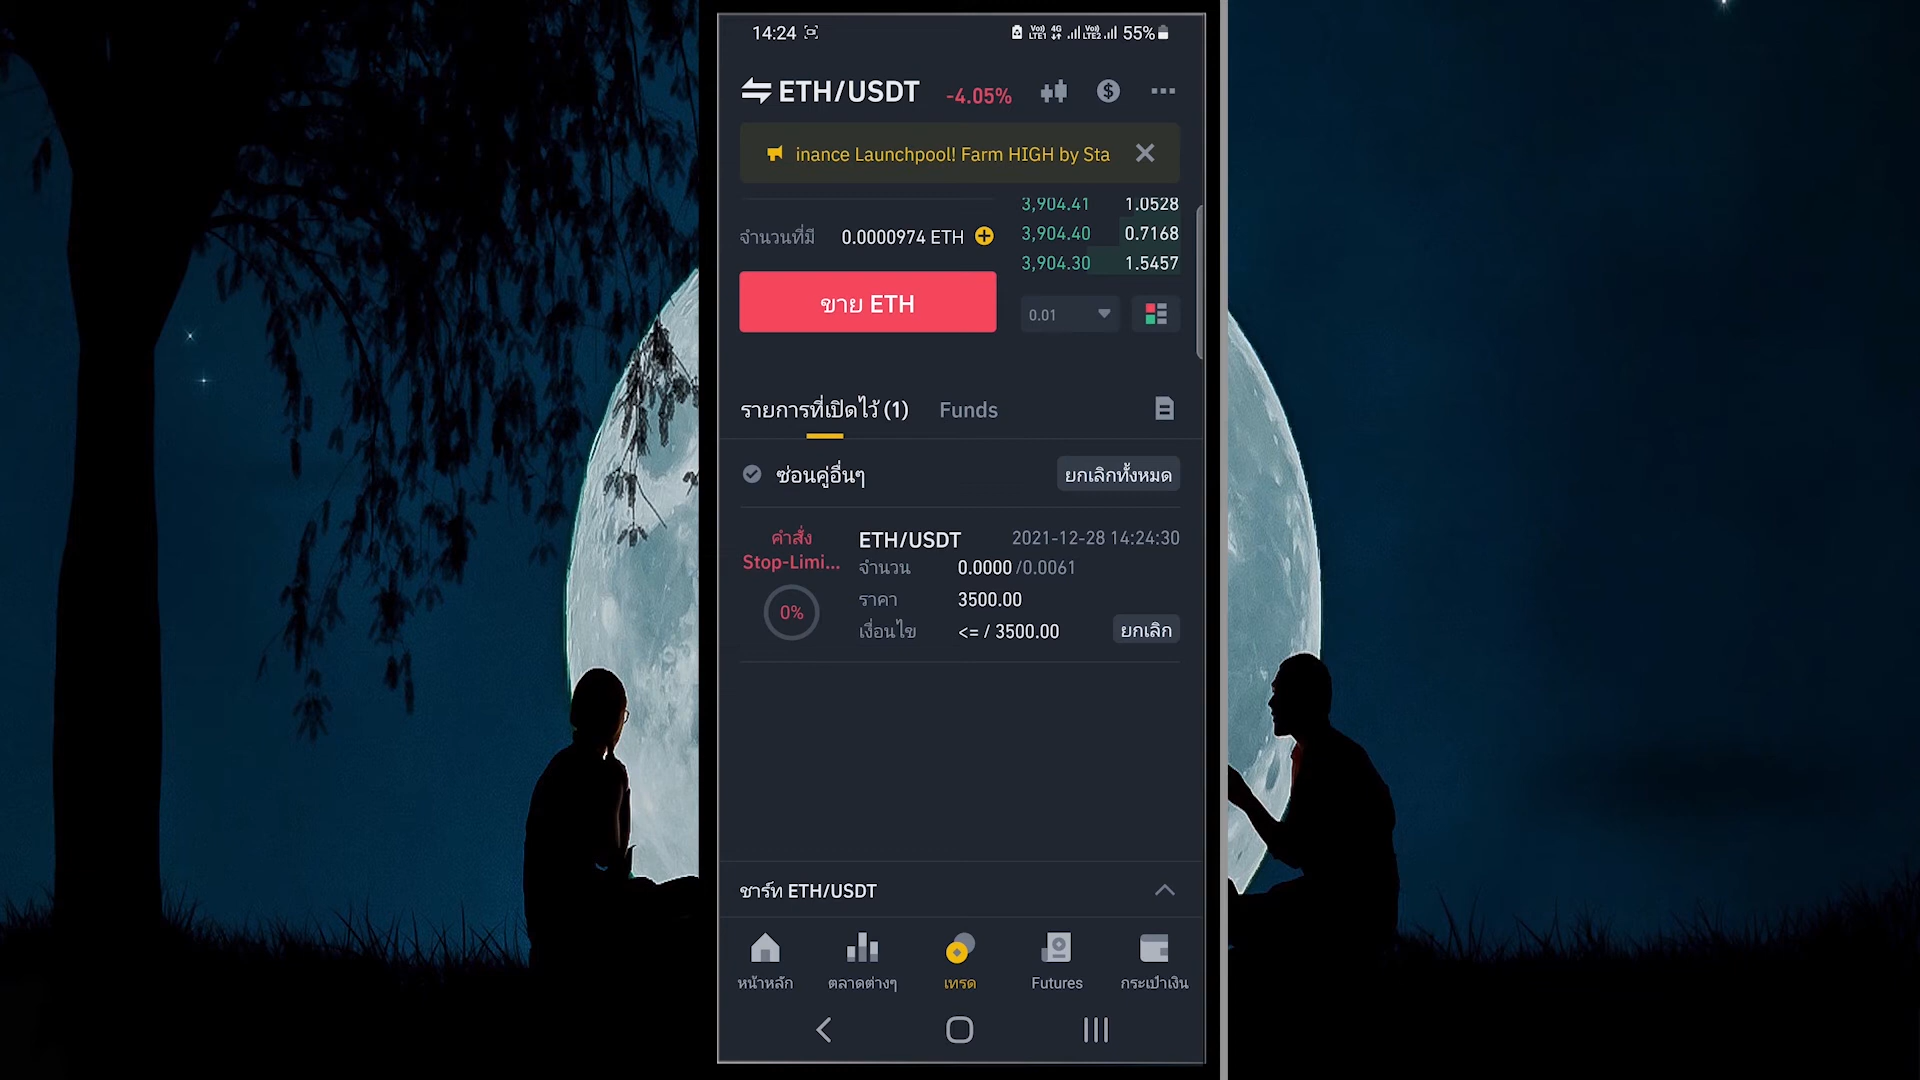 14:24 55%
ETH/USDT -4.05%
inance Launchpool! Farm HIGH by Sta
3,904.41 1.0528
จำนวนที่มี 0.0000974 ETH
3,904.40 0.7168
3,904.30 1.5457
ขาย ETH
0.01
รายการที่เปิดไว้ (1) Funds
ซ่อนคู่อื่นๆ ยกเลิกทั้งหมด
คำสั่ง
Stop-Limi...
ETH/USDT 2021-12-28 14:24:30
จำนวน 0.0000 /0.0061
0%
ราคา 3500.00
เงื่อนไข <= / 3500.00 ยกเลิก
ชาร์ท ETH/USDT
หน้าหลัก ตลาดต่างๆ เทรด Futures กระเป๋าเงิน